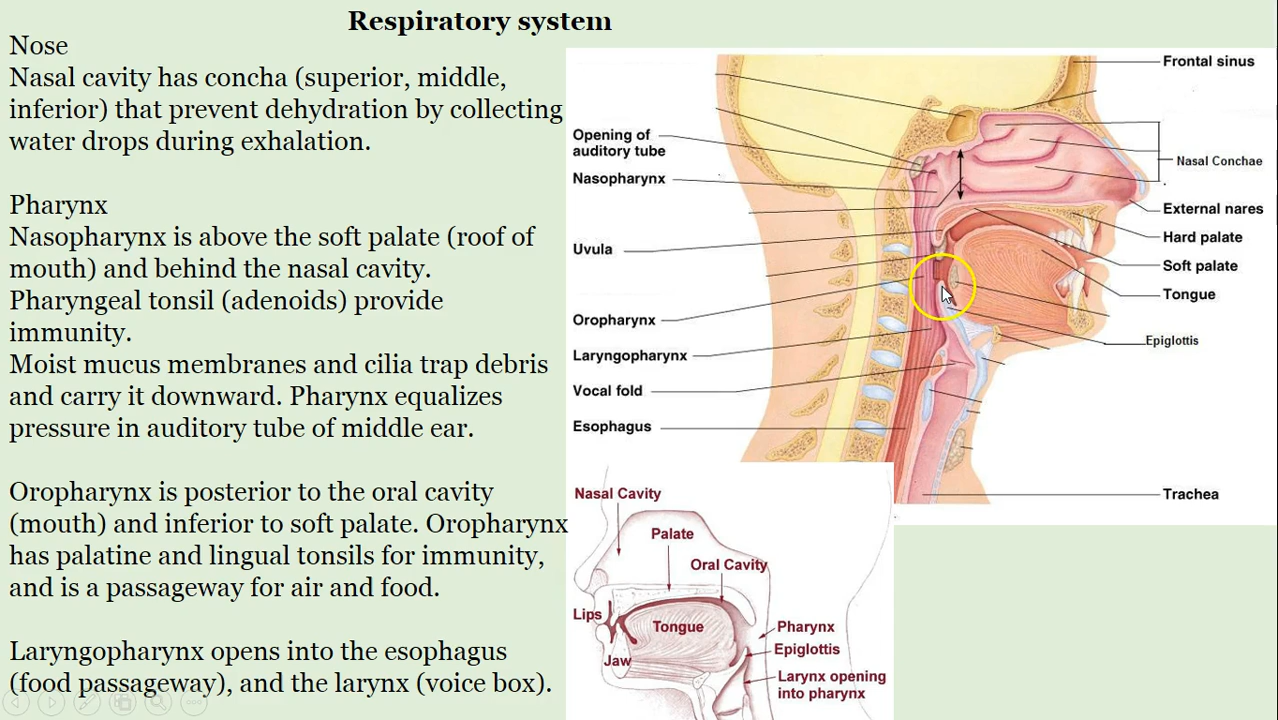 Respiratory system
Nose
Nasal cavity has concha (superior, middle,
inferior) that prevent dehydration by collecting
water drops during exhalation.
Pharynx
Nasopharynx is above the soft palate (roof of
mouth) and behind the nasal cavity.
Pharyngeal tonsil (adenoids) provide
immunity.
Moist mucus membranes and cilia trap debris
and carry it downward. Pharynx equalizes
pressure in auditory tube of middle ear.
Oropharynx is posterior to the oral cavity
(mouth) and inferior to soft palate. Oropharynx
has palatine and lingual tonsils for immunity,
and is a passageway for air and food.
Laryngopharynx opens into the esophagus
(food passageway), and the larynx (voice box).
Opening of
auditory tube
Nasopharynx
Uvula
Oropharynx
Laryngopharynx
Vocal fold
Esophagus
Frontal sinus
Nasal Conchae
External nares
Hard palate
Soft palate
Tongue
Epiglottis
Trachea
Nasal Cavity
Palate
Oral Cavity
Lips
Tongue
Jaw
Pharynx
Epiglottis
Larynx opening
into pharynx